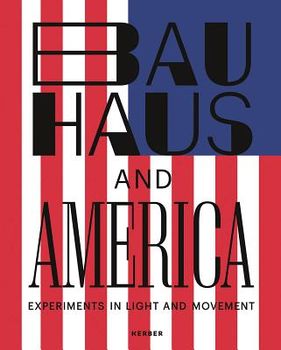 BAU
HAUS
AND
AMERICA
EXPERIMENTS IN LIGHT AND MOVEMENT
KERBER